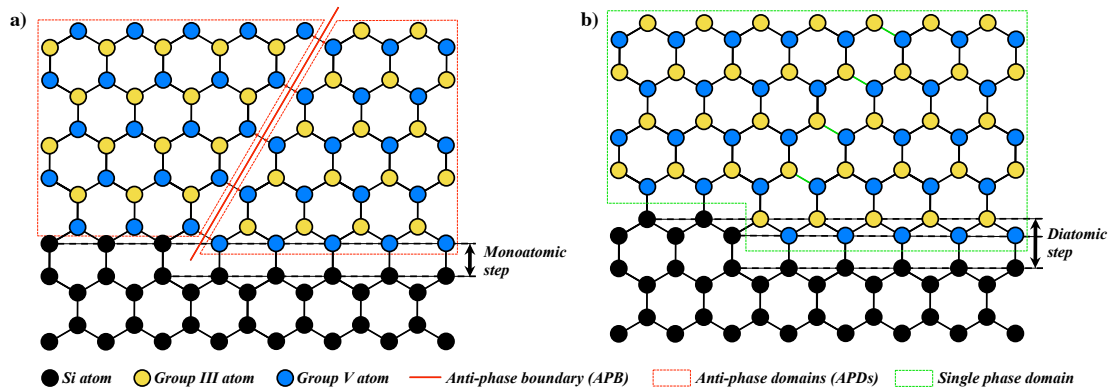 a)
b)
Monoatomic
step
Diatomic
step
Si atom
Group III atom
Group V atom
Anti-phase boundary (APB)
Anti-phase domains (APDs)
Single phase domain